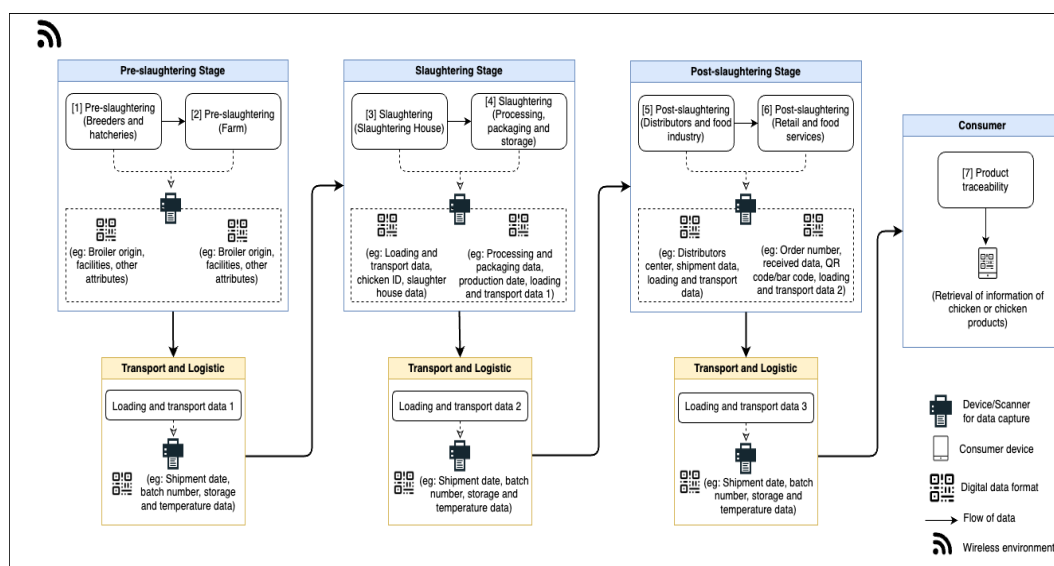 Pre-slaughtering Stage
[1] Pre-slaughtering
(Breeders and
hatcheries)
[2] Pre-slaughtering
(Farm)
(eg: Broiler origin,
facilities, other
attributes)
(eg: Broiler origin,
facilities, other
attributes)
Transport and Logistic
Loading and transport data 1
(eg: Shipment date,
batch number, storage
and temperature data)
Slaughtering Stage
[3] Slaughtering
(Slaughtering House)
[4] Slaughtering
(Processing,
packaging and
storage)
(eg: Loading and
transport data,
chicken ID, slaughter
house data)
(eg: Processing and
packaging data,
production date, loading
and transport data 1)
Transport and Logistic
Loading and transport data 2
(eg: Shipment date, batch
number, storage and
temperature data)
Post-slaughtering Stage
[5] Post-slaughtering
(Distributors and food
industry)
[6] Post-slaughtering
(Retail and food
services)
(eg: Distributors
center, shipment data,
loading and transport
data)
(eg: Order number,
received data, QR
code/bar code, loading
and transport data 2)
Transport and Logistic
Loading and transport data 3
(eg: Shipment date, batch
number, storage and
temperature data)
Consumer
[7] Product
traceability
(Retrieval of information of
chicken or chicken
products)
Device/Scanner
for data capture
Consumer device
Digital data format
Flow of data
Wireless environment